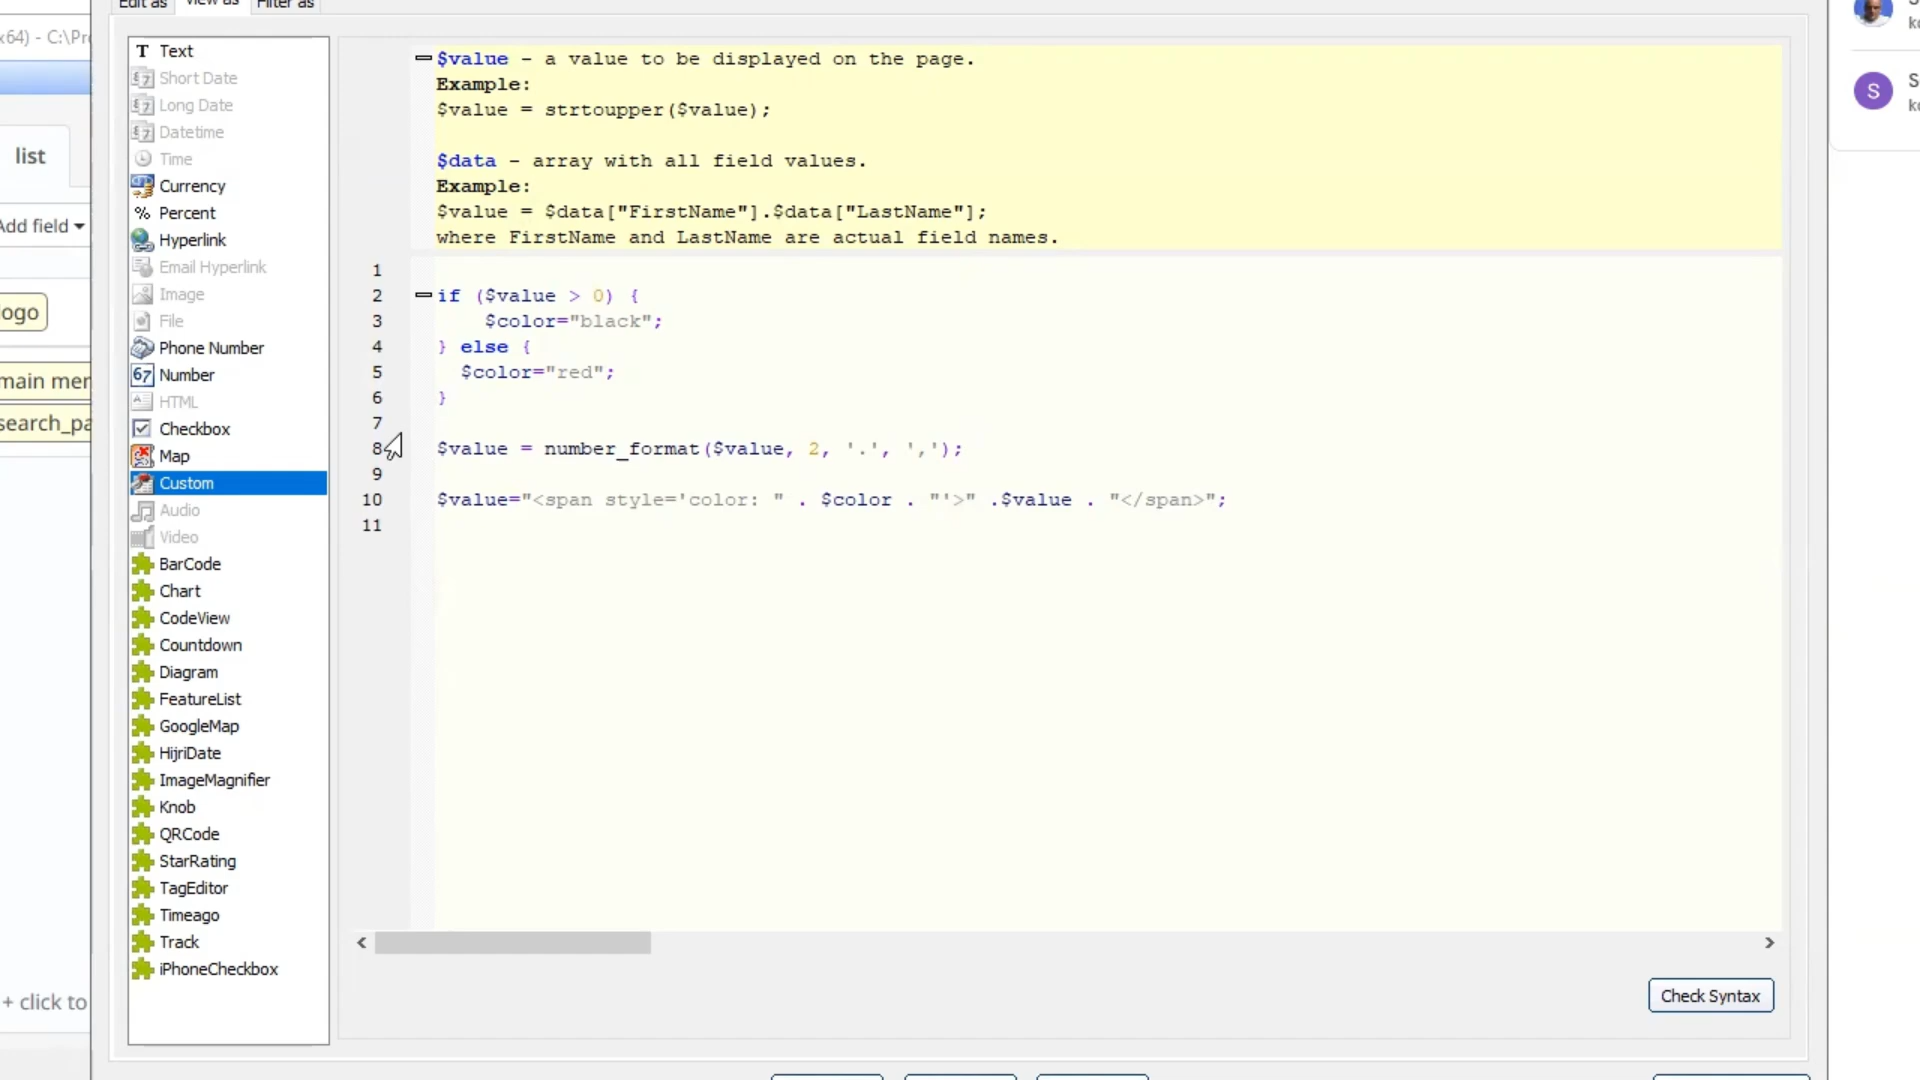 Edit as View as Filter as
x64) - C:\Pr
list
Add field
logo
main mer
search_pa
+ click to
T Text
Short Date
Long Date
Datetime
Time
Currency
% Percent
Hyperlink
Email Hyperlink
Image
File
Phone Number
67 Number
HTML
Checkbox
Map
Custom
Audio
Video
BarCode
Chart
CodeView
Countdown
Diagram
FeatureList
GoogleMap
HijriDate
ImageMagnifier
Knob
QRCode
StarRating
TagEditor
Timeago
Track
iPhoneCheckbox
$value - a value to be displayed on the page.
Example:
$value = strtoupper($value);
$data - array with all field values.
Example:
$value = $data["FirstName"].$data["LastName"];
where FirstName and LastName are actual field names.
1
2 if ($value > 0) {
3 $color="black";
4 } else {
5 $color="red";
6 }
7
8 $value = number_format($value, 2, '.', ',');
9
10 $value="<span style='color: " . $color . "'>" .$value . "</span>";
11
Check Syntax
S
S